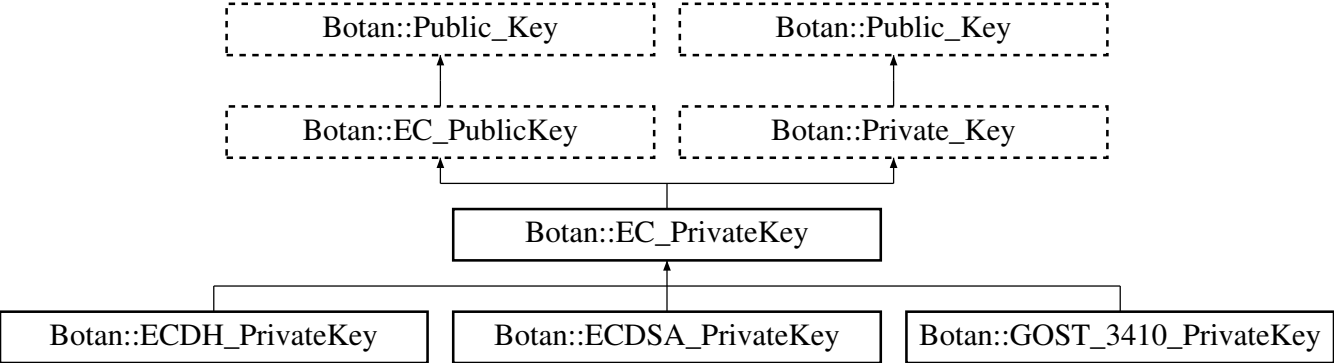 Botan::Public_Key
Botan::Public_Key
Botan::EC_PublicKey
Botan::Private_Key
Botan::EC_PrivateKey
Botan::ECDH_PrivateKey
Botan::ECDSA_PrivateKey
Botan::GOST_3410_PrivateKey